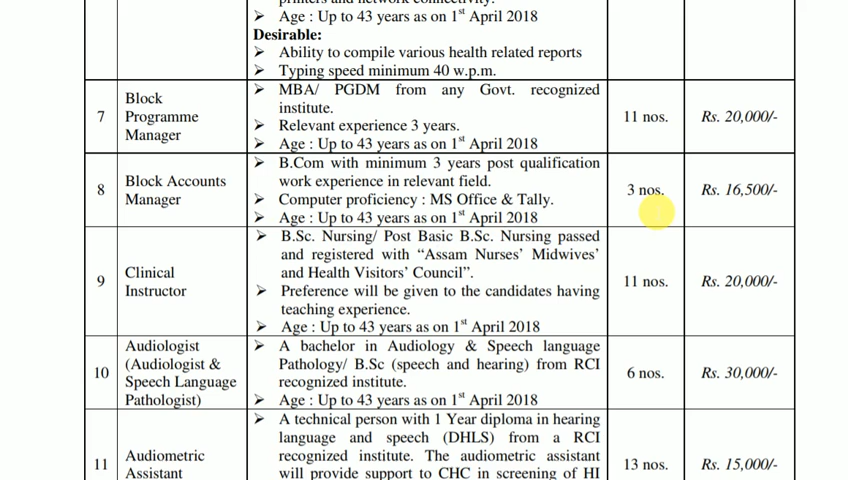 printers and network connectivity.
➢ Age : Up to 43 years as on 1st April 2018
Desirable:
➢ Ability to compile various health related reports
➢ Typing speed minimum 40 w.p.m.
7
Block
Programme
Manager
➢ MBA/ PGDM from any Govt. recognized
institute.
➢ Relevant experience 3 years.
➢ Age : Up to 43 years as on 1st April 2018
11 nos.
Rs. 20,000/-
8
Block Accounts
Manager
➢ B.Com with minimum 3 years post qualification
work experience in relevant field.
➢ Computer proficiency : MS Office & Tally.
➢ Age : Up to 43 years as on 1st April 2018
3 nos.
Rs. 16,500/-
9
Clinical
Instructor
➢ B.Sc. Nursing/ Post Basic B.Sc. Nursing passed
and registered with “Assam Nurses’ Midwives’
and Health Visitors’ Council”.
➢ Preference will be given to the candidates having
teaching experience.
➢ Age : Up to 43 years as on 1st April 2018
11 nos.
Rs. 20,000/-
10
Audiologist
(Audiologist &
Speech Language
Pathologist)
➢ A bachelor in Audiology & Speech language
Pathology/ B.Sc (speech and hearing) from RCI
recognized institute.
➢ Age : Up to 43 years as on 1st April 2018
6 nos.
Rs. 30,000/-
11
Audiometric
Assistant
➢ A technical person with 1 Year diploma in hearing
language and speech (DHLS) from a RCI
recognized institute. The audiometric assistant
will provide support to CHC in screening of HI
13 nos.
Rs. 15,000/-